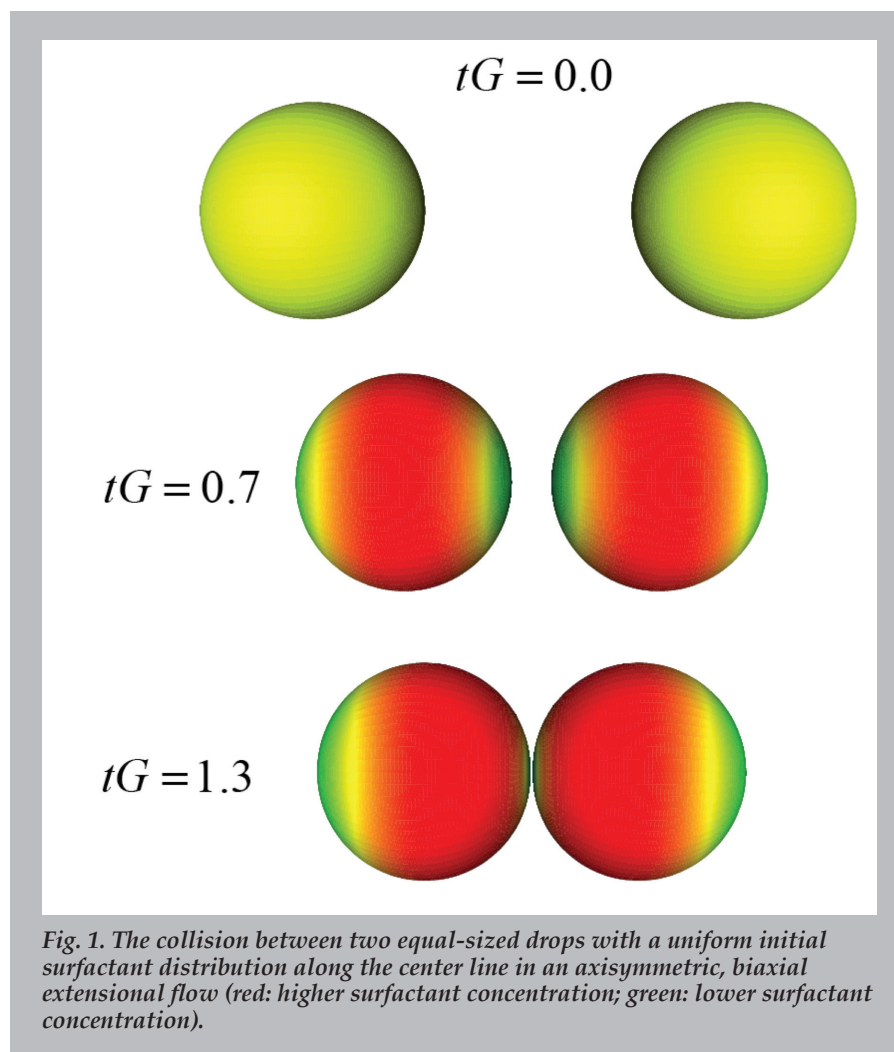 tG = 0.0
tG = 0.7
tG = 1.3
Fig. 1. The collision between two equal-sized drops with a uniform initial
surfactant distribution along the center line in an axisymmetric, biaxial
extensional flow (red: higher surfactant concentration; green: lower surfactant
concentration).